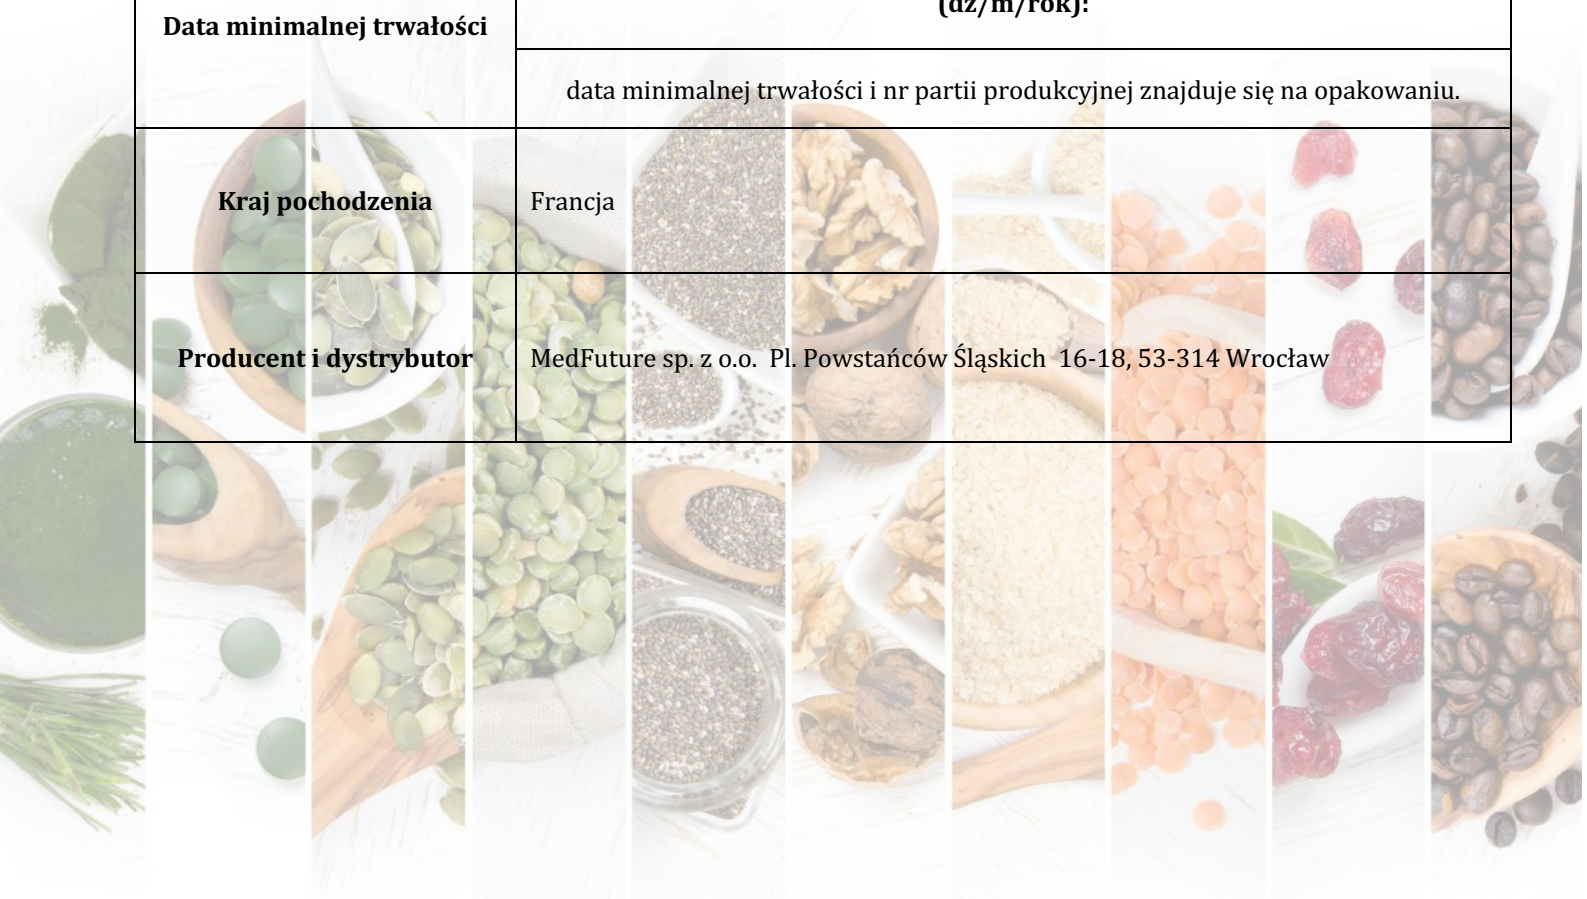 (dz/m/rok):
Data minimalnej trwałości
data minimalnej trwałości i nr partii produkcyjnej znajduje się na opakowaniu.
Kraj pochodzenia
Francja
Producent i dystrybutor
MedFuture sp. z o.o.  Pl. Powstańców Śląskich  16-18, 53-314 Wrocław